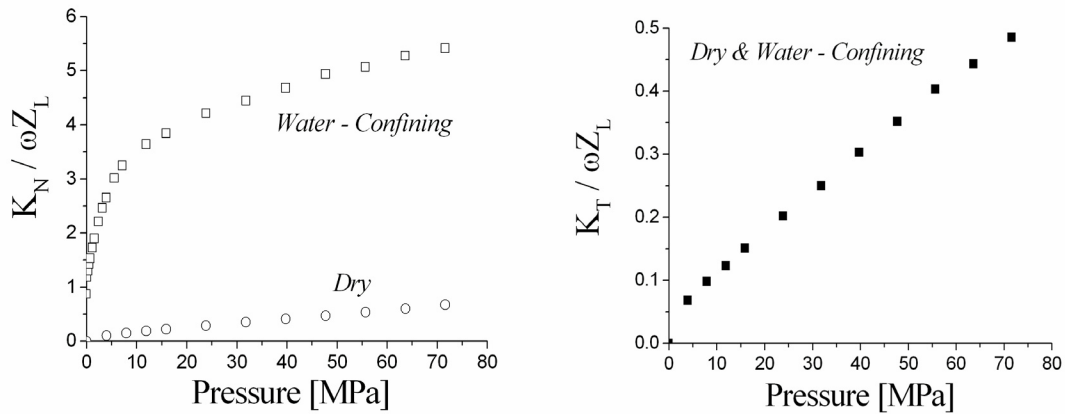 6
5
4
3
2
1
0
K_N / ωZ_L
Water - Confining
Dry
0 10 20 30 40 50 60 70 80
Pressure [MPa]
0.5
0.4
0.3
0.2
0.1
0.0
K_T / ωZ_L
Dry & Water - Confining
0 10 20 30 40 50 60 70 80
Pressure [MPa]